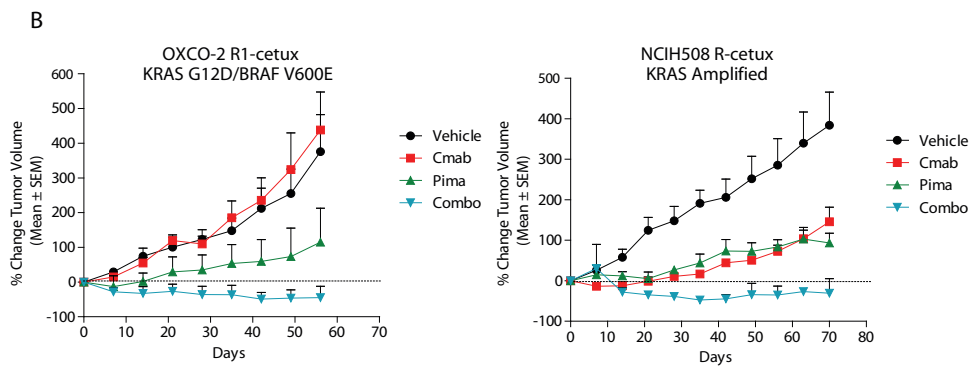 B
OXCO-2 R1-cetux
KRAS G12D/BRAF V600E
% Change Tumor Volume
(Mean ± SEM)
600
500
400
300
200
100
0
-100
0 10 20 30 40 50 60 70
Days
Vehicle
Cmab
Pima
Combo
NCIH508 R-cetux
KRAS Amplified
% Change Tumor Volume
(Mean ± SEM)
500
400
300
200
100
0
-100
0 10 20 30 40 50 60 70 80
Days
Vehicle
Cmab
Pima
Combo